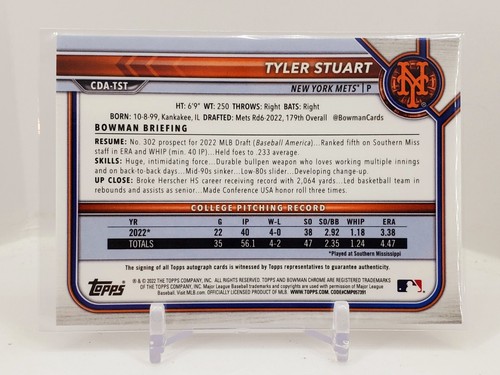 TYLER STUART
CDA-TST
NEW YORK METS® | P
NY
HT: 6'9" WT: 250 THROWS: Right BATS: Right
BORN: 10-8-99, Kankakee, IL DRAFTED: Mets Rd6-2022, 179th Overall @BowmanCards
BOWMAN BRIEFING
RESUME: No. 302 prospect for 2022 MLB Draft (Baseball America)...Ranked fifth on Southern Miss
staff in ERA and WHIP (min. 40 IP)....Held foes to .233 average.
SKILLS: Huge, intimidating force...Durable bullpen weapon who loves working multiple innings
and on back-to-back days...Mid-90s sinker...Low-80s slider...Developing change-up.
UP CLOSE: Broke Herscher HS career receiving record with 2,064 yards...Led basketball team in
rebounds and assists as senior...Made Conference USA honor roll three times.
COLLEGE PITCHING RECORD
YR G IP W-L SO SO/BB WHIP ERA
2022* 22 40 4-0 38 2.92 1.18 3.38
TOTALS 35 56.1 4-2 47 2.35 1.24 4.47
*Played at Southern Mississippi
The signing of all Topps autograph cards is witnessed by Topps representatives to guarantee authenticity.
Topps
® & © 2022 THE TOPPS COMPANY, INC. ALL RIGHTS RESERVED. TOPPS AND BOWMAN CHROME ARE REGISTERED TRADEMARKS
OF THE TOPPS COMPANY, INC. Major League Baseball trademarks and copyrights are used with permission of Major League
Baseball. Visit MLB.com. OFFICIALLY LICENSED PRODUCT OF MLB. WWW.TOPPS.COM. CODE#CMP057391